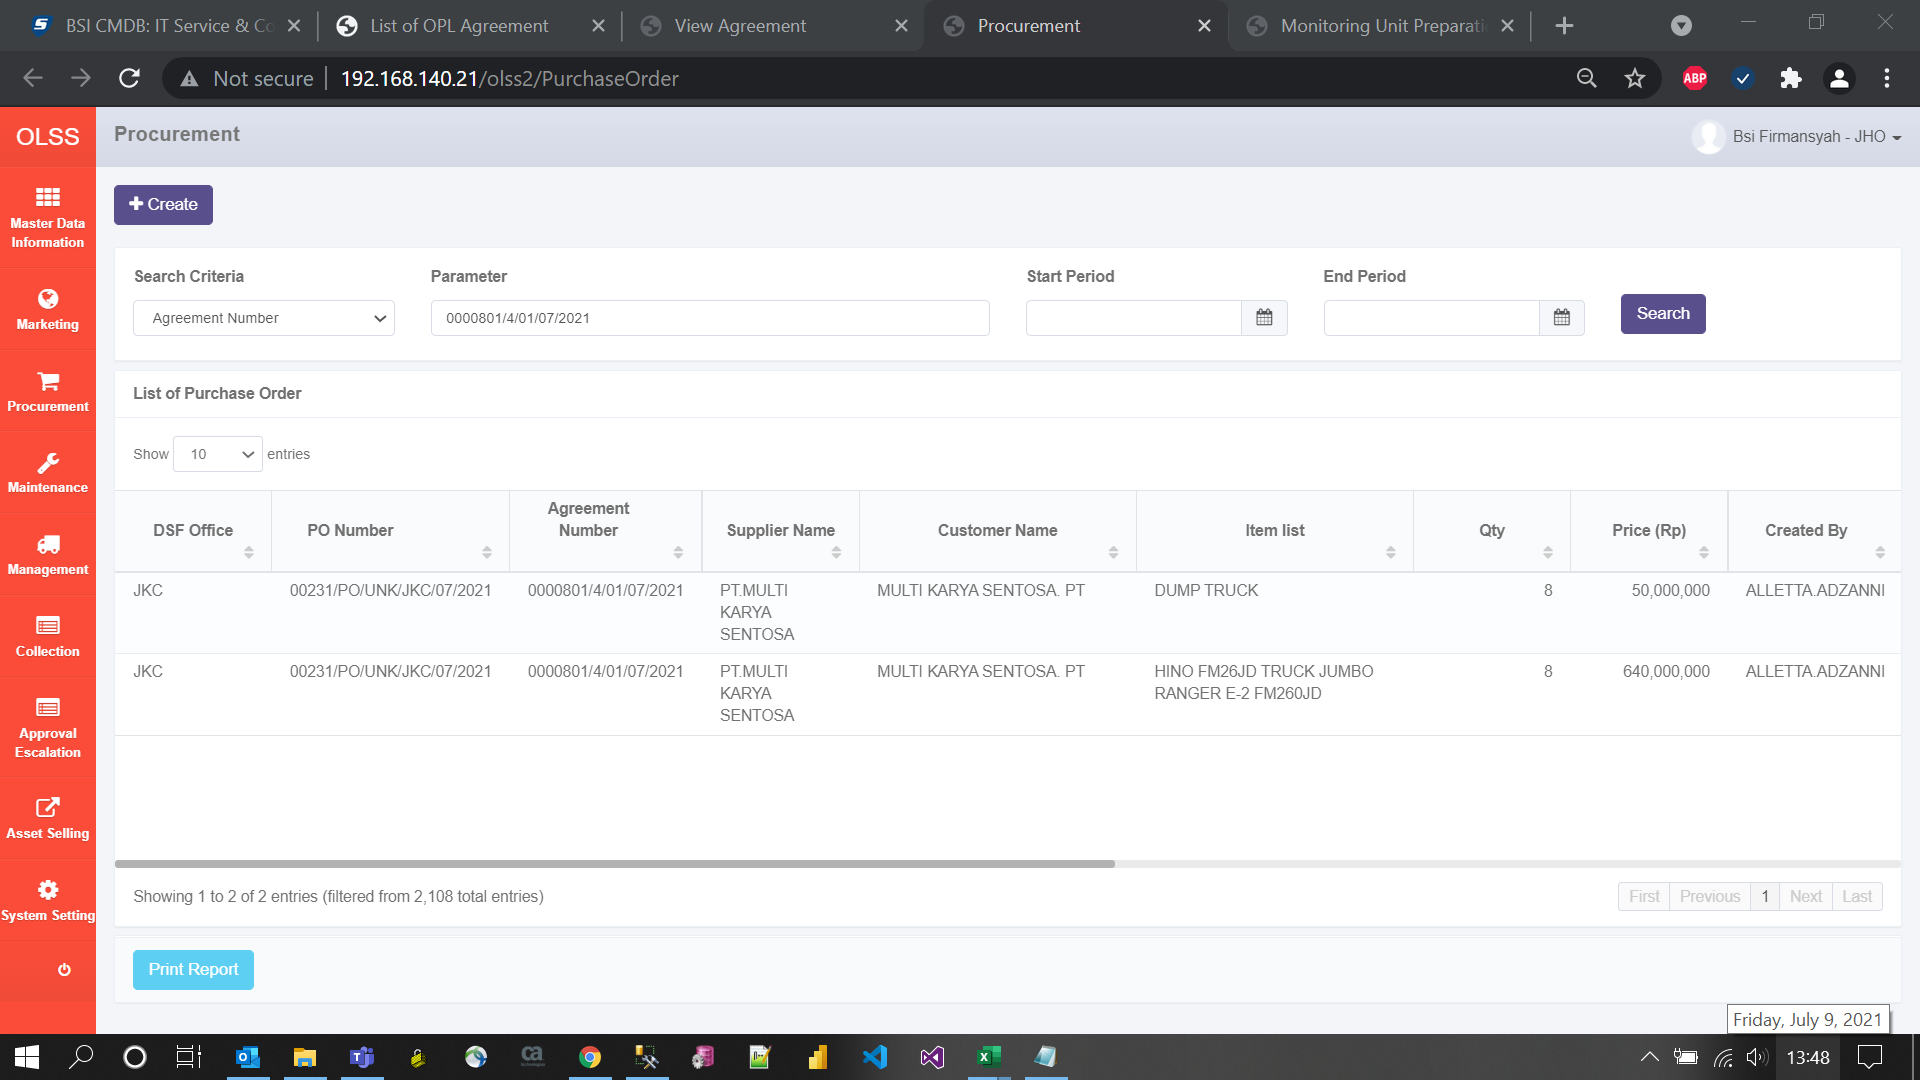 BSI CMDB: IT Service & Co
List of OPL Agreement
View Agreement
Procurement
Monitoring Unit Preparati
Not secure
192.168.140.21/olss2/PurchaseOrder
ABP
OLSS
Procurement
Bsi Firmansyah - JHO
Master Data
Information
Marketing
Procurement
Maintenance
Management
Collection
Approval
Escalation
Asset Selling
System Setting
Create
Search Criteria
Parameter
Start Period
End Period
Agreement Number
0000801/4/01/07/2021
Search
List of Purchase Order
Show 10 entries
DSF Office
PO Number
Agreement
Number
Supplier Name
Customer Name
Item list
Qty
Price (Rp)
Created By
JKC
00231/PO/UNK/JKC/07/2021
0000801/4/01/07/2021
PT.MULTI
KARYA
SENTOSA
MULTI KARYA SENTOSA. PT
DUMP TRUCK
8
50,000,000
ALLETTA.ADZANNI
JKC
00231/PO/UNK/JKC/07/2021
0000801/4/01/07/2021
PT.MULTI
KARYA
SENTOSA
MULTI KARYA SENTOSA. PT
HINO FM26JD TRUCK JUMBO
RANGER E-2 FM260JD
8
640,000,000
ALLETTA.ADZANNI
Showing 1 to 2 of 2 entries (filtered from 2,108 total entries)
First Previous 1 Next Last
Print Report
Friday, July 9, 2021
13:48